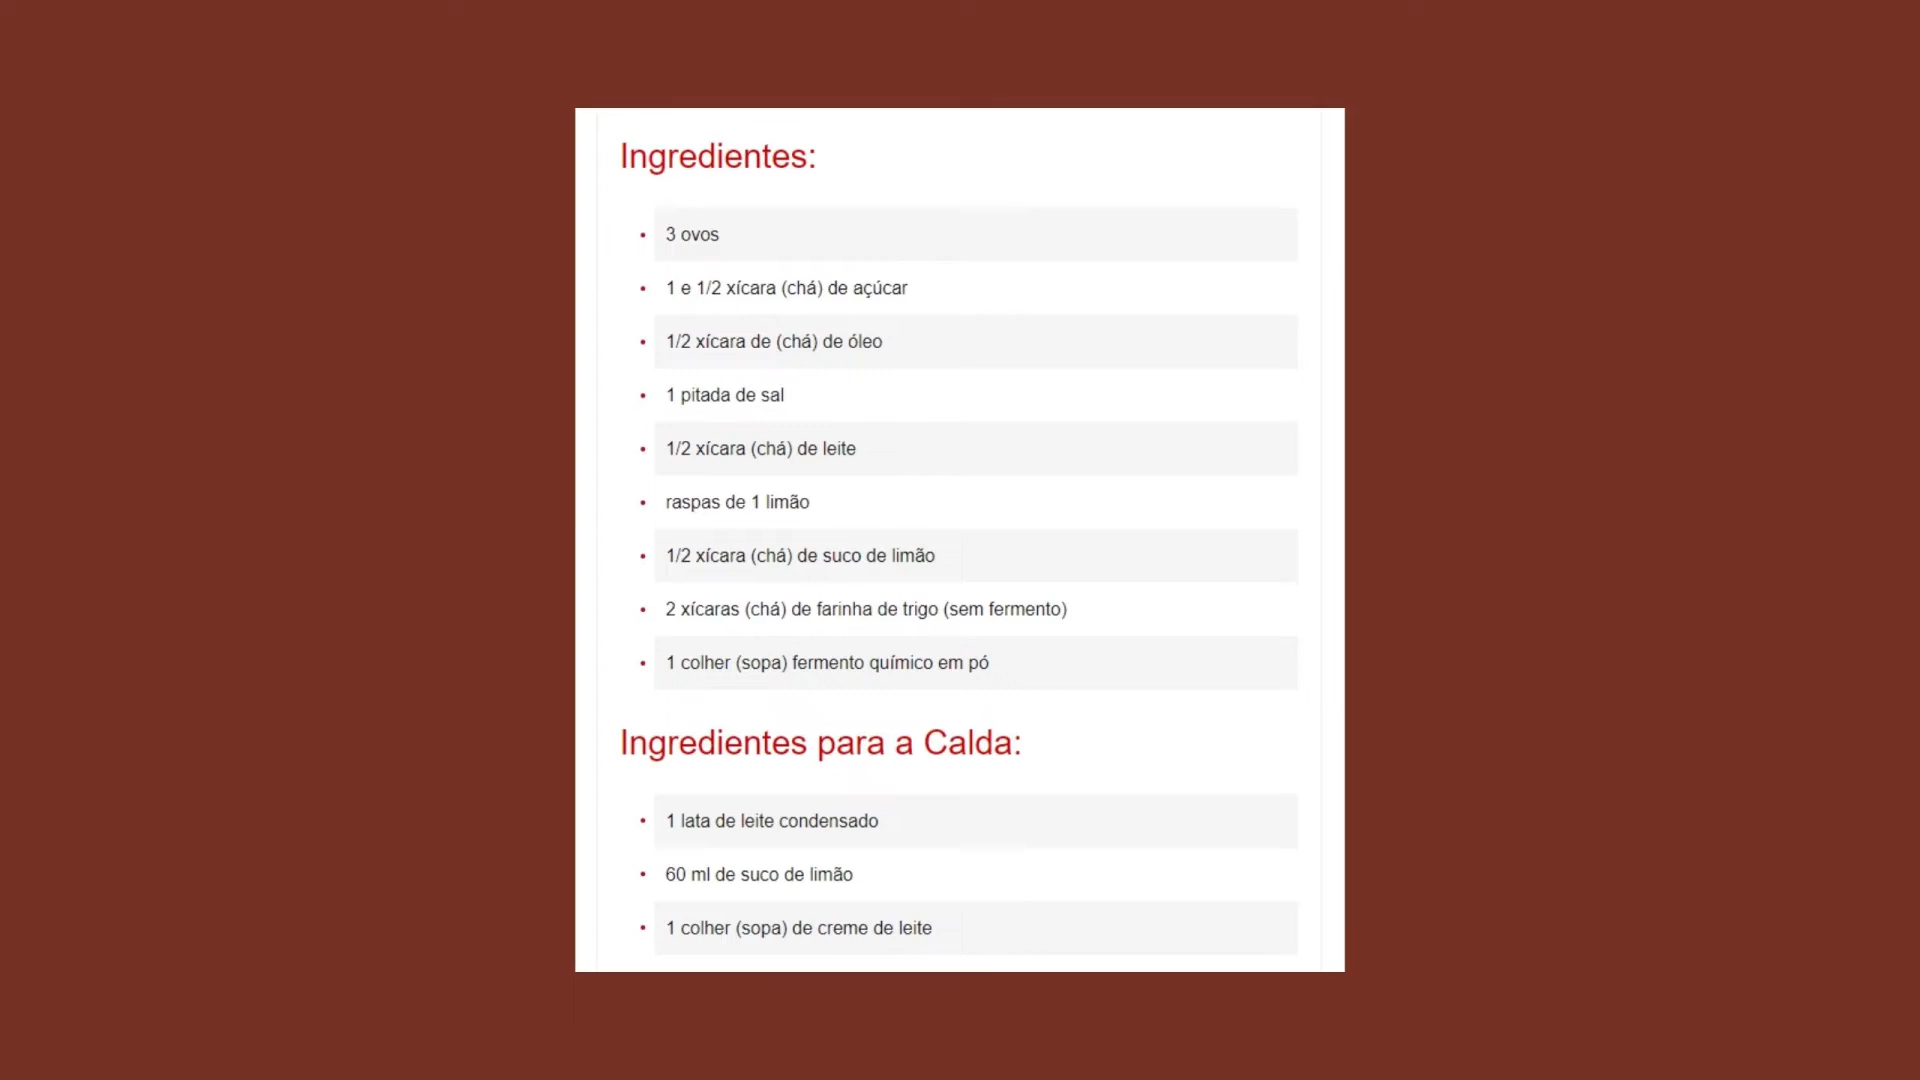 Ingredientes:
• 3 ovos
• 1 e 1/2 xícara (chá) de açúcar
• 1/2 xícara de (chá) de óleo
• 1 pitada de sal
• 1/2 xícara (chá) de leite
• raspas de 1 limão
• 1/2 xícara (chá) de suco de limão
• 2 xícaras (chá) de farinha de trigo (sem fermento)
• 1 colher (sopa) fermento químico em pó
Ingredientes para a Calda:
• 1 lata de leite condensado
• 60 ml de suco de limão
• 1 colher (sopa) de creme de leite